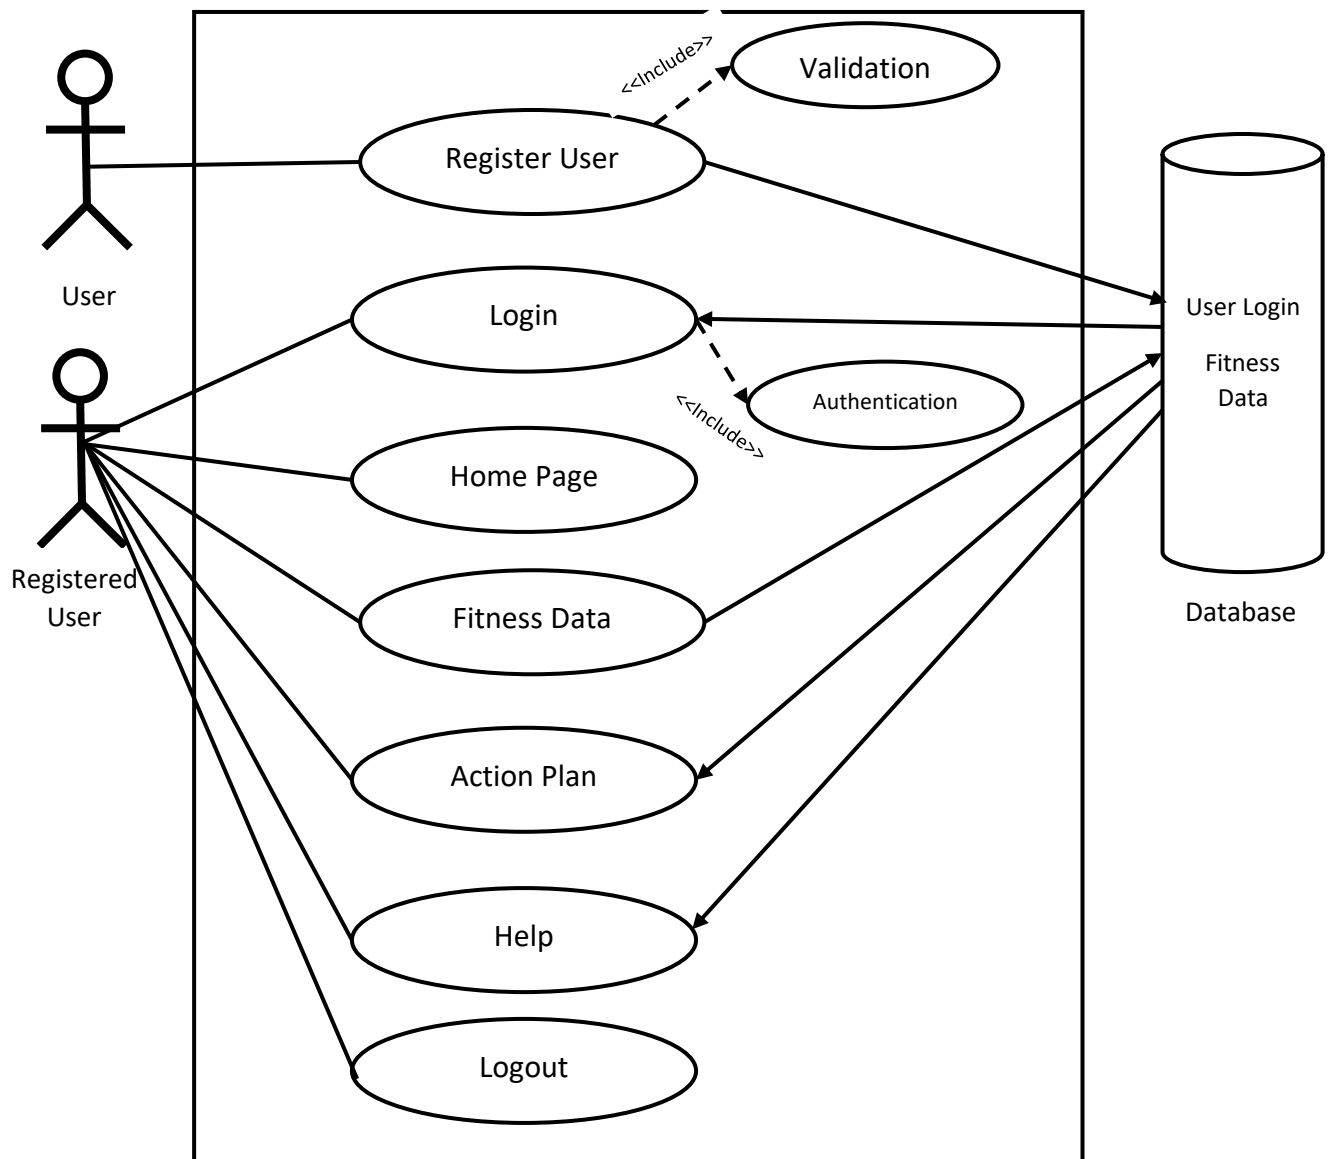 <<Include>>
Validation
Register User
User
Login
User Login
Fitness
Data
<<Include>>
Authentication
Home Page
Registered
User
Fitness Data
Database
Action Plan
Help
Logout